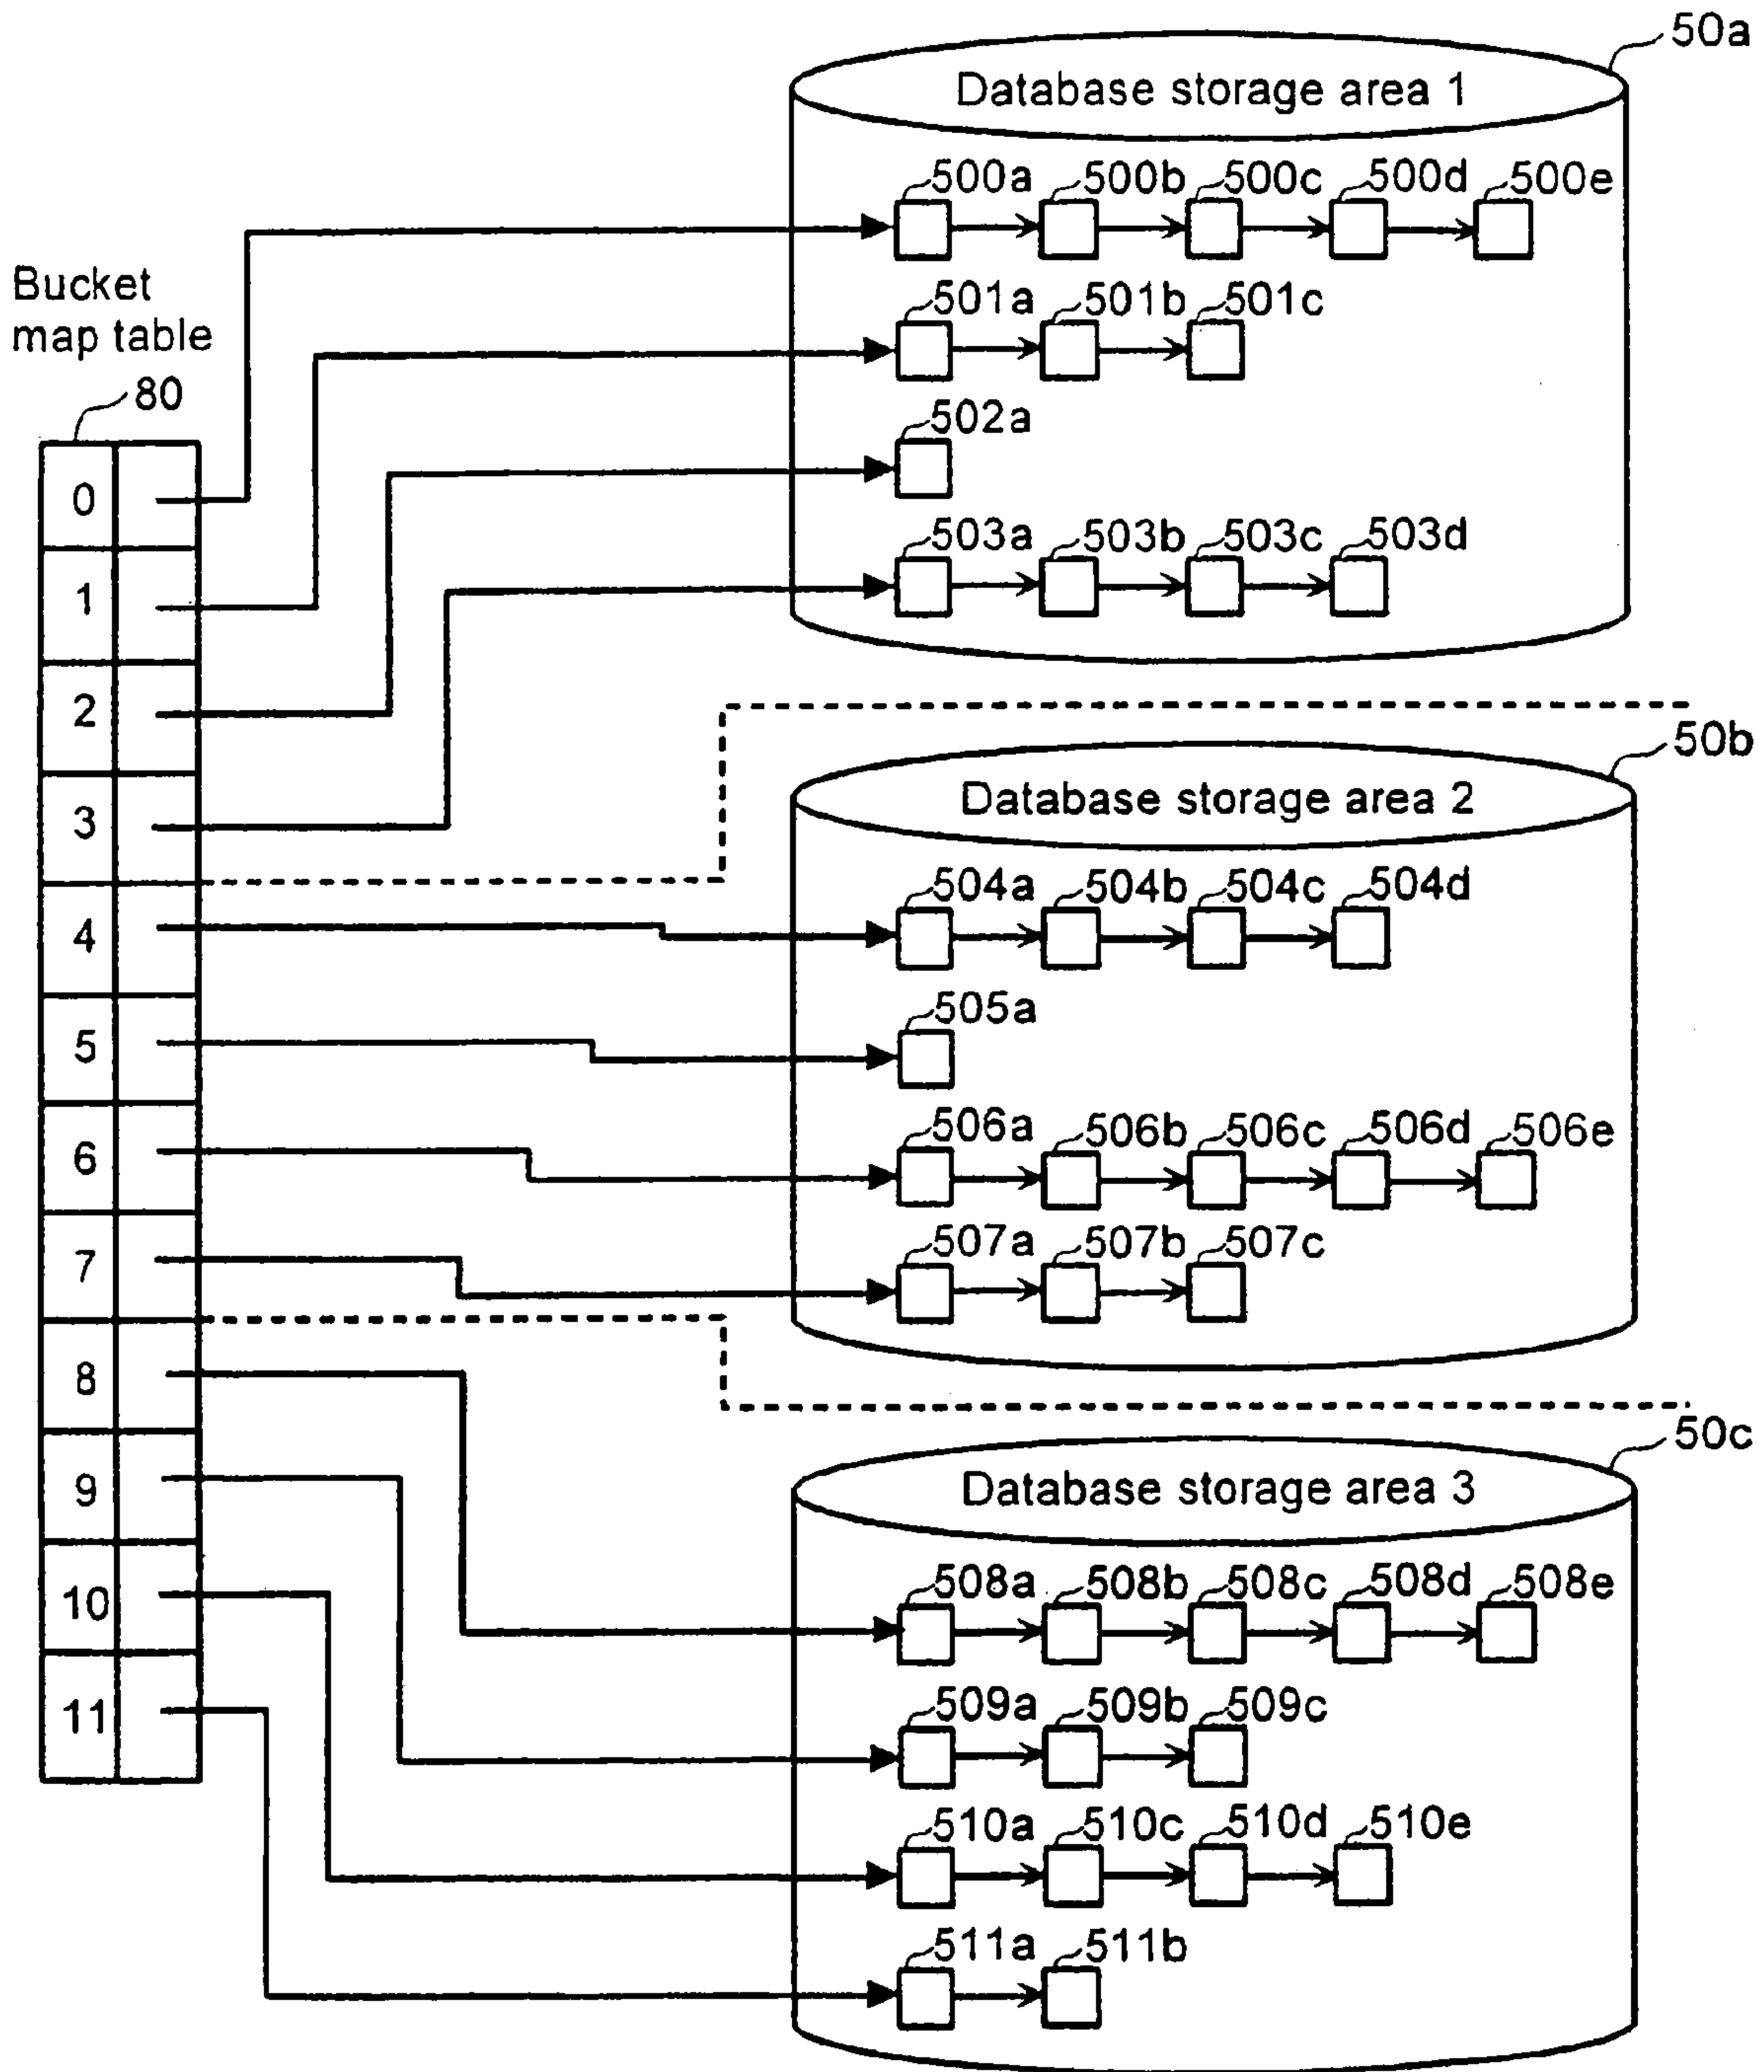 50a
Database storage area 1
500a 500b 500c 500d 500e
Bucket
map table
501a 501b 501c
80
502a
0
503a 503b 503c 503d
1
2
50b
3
Database storage area 2
504a 504b 504c 504d
4
505a
5
506a 506b 506c 506d 506e
6
507a 507b 507c
7
8
50c
9
Database storage area 3
508a 508b 508c 508d 508e
10
509a 509b 509c
11
510a 510c 510d 510e
511a 511b